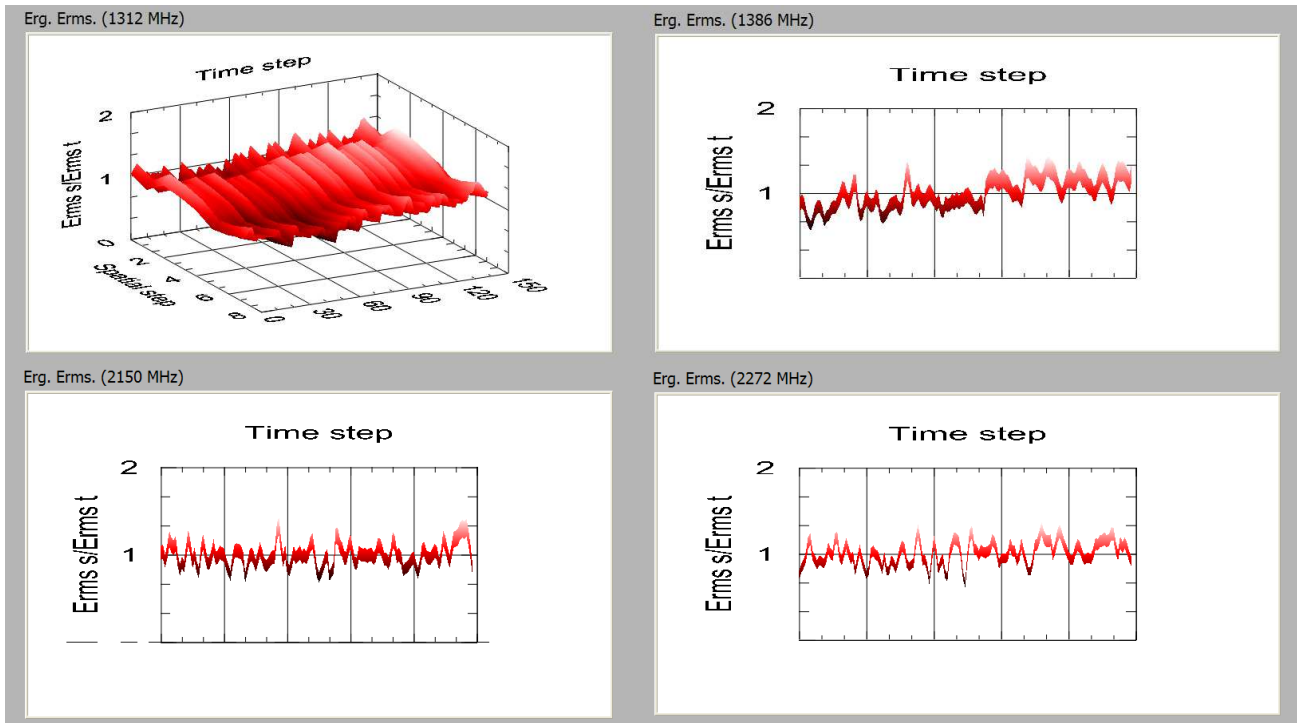 Erg. Erms. (1312 MHz)
Time step
2
1
0
Erms s/Erms t
2
4
6
8
Spatial step
0
30
60
90
120
150
Erg. Erms. (1386 MHz)
Time step
2
1
Erms s/Erms t
Erg. Erms. (2150 MHz)
Time step
2
1
Erms s/Erms t
Erg. Erms. (2272 MHz)
Time step
2
1
Erms s/Erms t